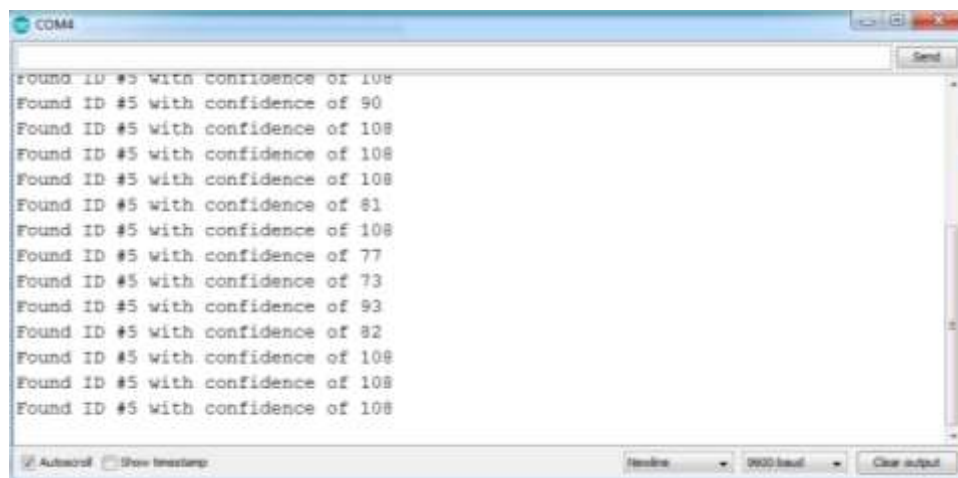 COM4
Send
Found ID #5 with confidence of 108
Found ID #5 with confidence of 90
Found ID #5 with confidence of 108
Found ID #5 with confidence of 108
Found ID #5 with confidence of 108
Found ID #5 with confidence of 81
Found ID #5 with confidence of 108
Found ID #5 with confidence of 77
Found ID #5 with confidence of 73
Found ID #5 with confidence of 93
Found ID #5 with confidence of 82
Found ID #5 with confidence of 108
Found ID #5 with confidence of 108
Found ID #5 with confidence of 108
Autoscroll Show timestamp Newline 9600 baud Clear output